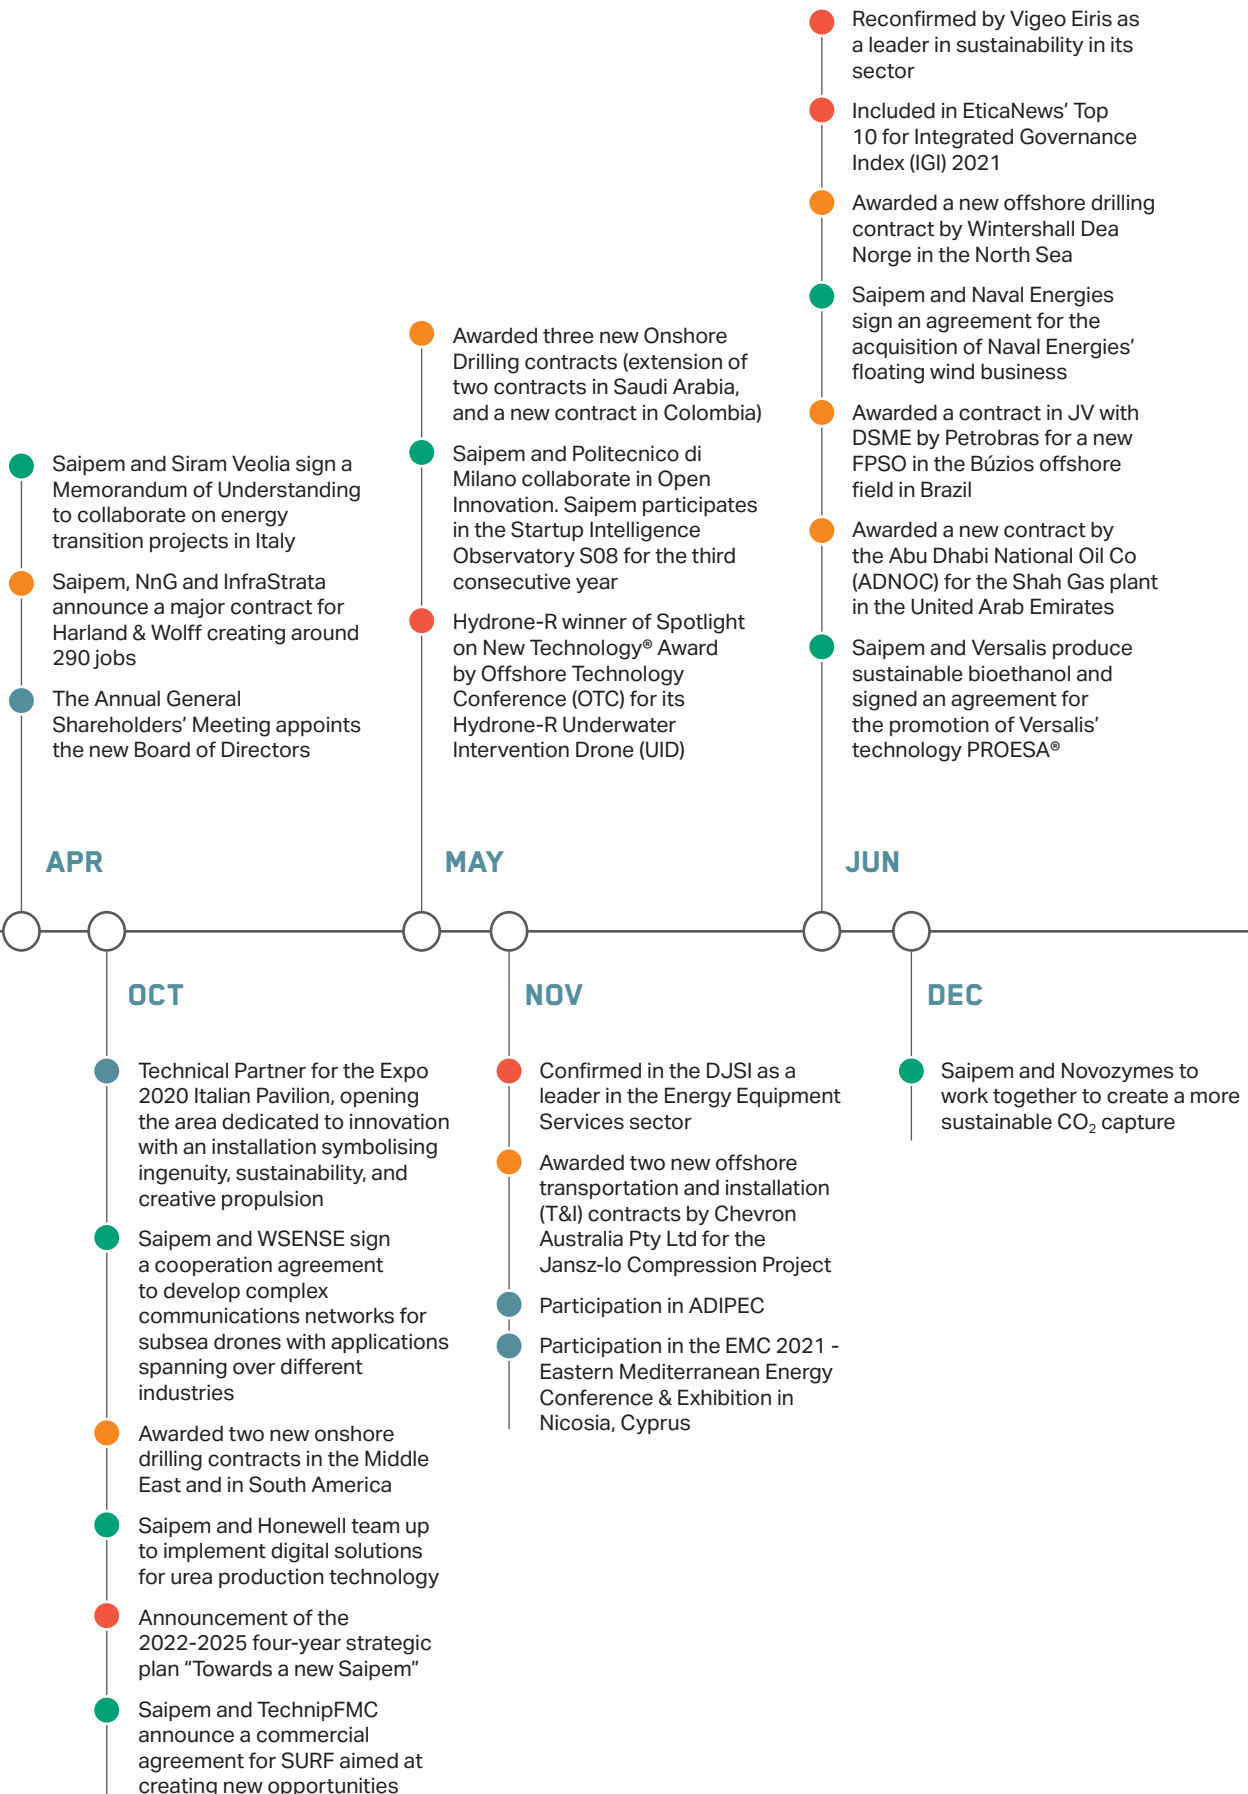 Saipem and Siram Veolia sign a
Memorandum of Understanding
to collaborate on energy
transition projects in Italy
Saipem, NnG and InfraStrata
announce a major contract for
Harland & Wolff creating around
290 jobs
The Annual General
Shareholders’ Meeting appoints
the new Board of Directors
APR
Awarded three new Onshore
Drilling contracts (extension of
two contracts in Saudi Arabia,
and a new contract in Colombia)
Saipem and Politecnico di
Milano collaborate in Open
Innovation. Saipem participates
in the Startup Intelligence
Observatory S08 for the third
consecutive year
Hydrone-R winner of Spotlight
on New Technology® Award
by Offshore Technology
Conference (OTC) for its
Hydrone-R Underwater
Intervention Drone (UID)
MAY
Reconfirmed by Vigeo Eiris as
a leader in sustainability in its
sector
Included in EticaNews’ Top
10 for Integrated Governance
Index (IGI) 2021
Awarded a new offshore drilling
contract by Wintershall Dea
Norge in the North Sea
Saipem and Naval Energies
sign an agreement for the
acquisition of Naval Energies’
floating wind business
Awarded a contract in JV with
DSME by Petrobras for a new
FPSO in the Búzios offshore
field in Brazil
Awarded a new contract by
the Abu Dhabi National Oil Co
(ADNOC) for the Shah Gas plant
in the United Arab Emirates
Saipem and Versalis produce
sustainable bioethanol and
signed an agreement for
the promotion of Versalis’
technology PROESA®
JUN
OCT
Technical Partner for the Expo
2020 Italian Pavilion, opening
the area dedicated to innovation
with an installation symbolising
ingenuity, sustainability, and
creative propulsion
Saipem and WSENSE sign
a cooperation agreement
to develop complex
communications networks for
subsea drones with applications
spanning over different
industries
Awarded two new onshore
drilling contracts in the Middle
East and in South America
Saipem and Honewell team up
to implement digital solutions
for urea production technology
Announcement of the
2022-2025 four-year strategic
plan “Towards a new Saipem”
Saipem and TechnipFMC
announce a commercial
agreement for SURF aimed at
creating new opportunities
NOV
Confirmed in the DJSI as a
leader in the Energy Equipment
Services sector
Awarded two new offshore
transportation and installation
(T&I) contracts by Chevron
Australia Pty Ltd for the
Jansz-lo Compression Project
Participation in ADIPEC
Participation in the EMC 2021 -
Eastern Mediterranean Energy
Conference & Exhibition in
Nicosia, Cyprus
DEC
Saipem and Novozymes to
work together to create a more
sustainable CO₂ capture